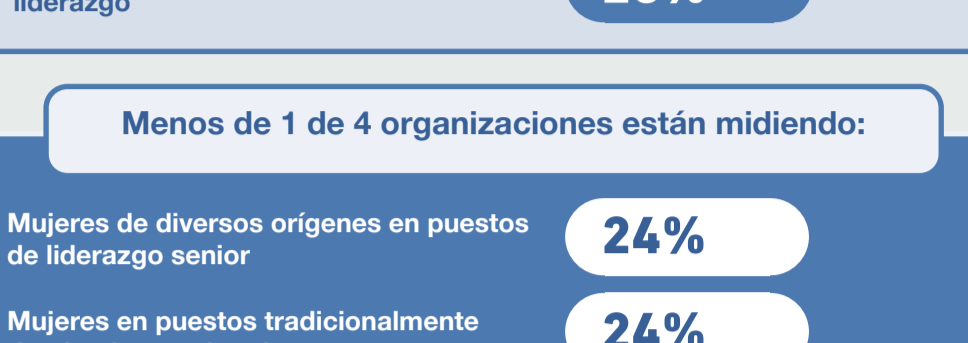 liderazgo
Menos de 1 de 4 organizaciones están midiendo:
Mujeres de diversos orígenes en puestos
de liderazgo senior
24%
Mujeres en puestos tradicionalmente
24%